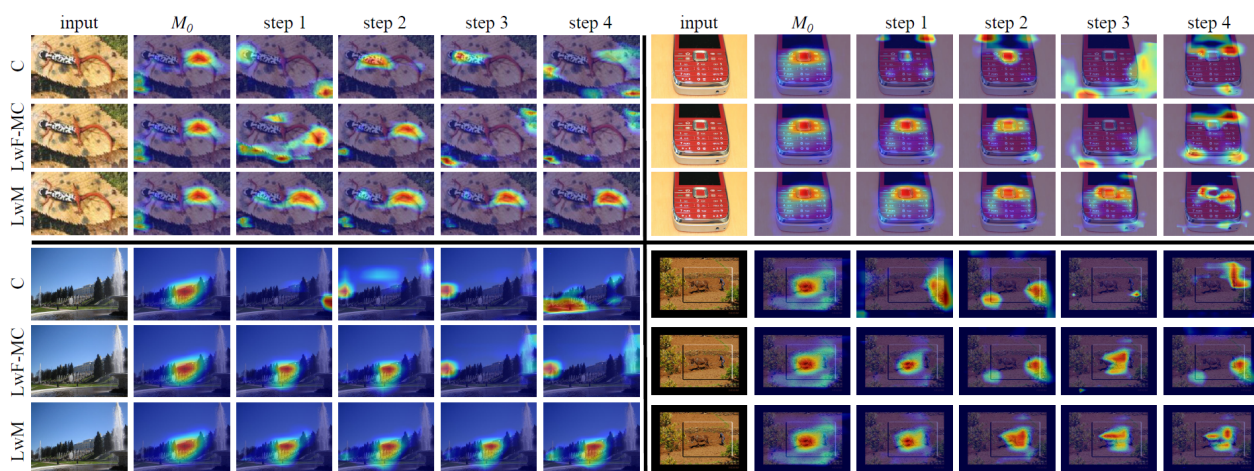 input M₀ step 1 step 2 step 3 step 4 input M₀ step 1 step 2 step 3 step 4
C
LwF-MC
LwM
C
LwF-MC
LwM